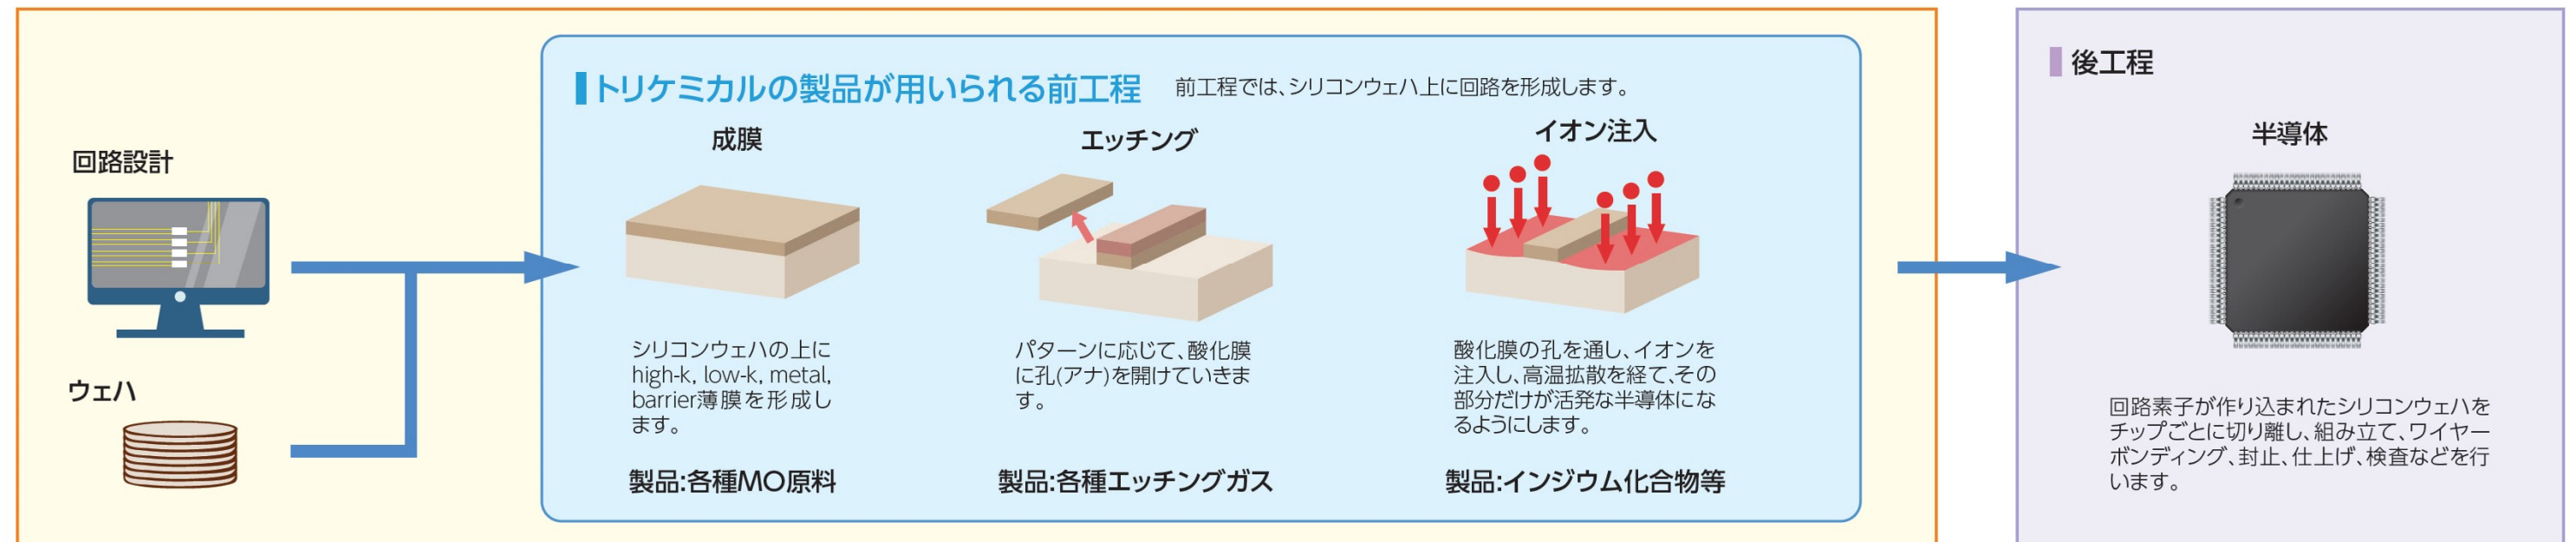 回路設計
ウェハ
トリケミカルの製品が用いられる前工程
前工程では、シリコンウェハ上に回路を形成します。
成膜
シリコンウェハの上に
high-k, low-k, metal,
barrier薄膜を形成し
ます。
製品:各種MO原料
エッチング
パターンに応じて、酸化膜
に孔(アナ)を開けていきま
す。
製品:各種エッチングガス
イオン注入
酸化膜の孔を通し、イオンを
注入し、高温拡散を経て、その
部分だけが活発な半導体にな
るようにします。
製品:インジウム化合物等
後工程
半導体
回路素子が作り込まれたシリコンウェハを
チップごとに切り離し、組み立て、ワイヤー
ボンディング、封止、仕上げ、検査などを行
います。